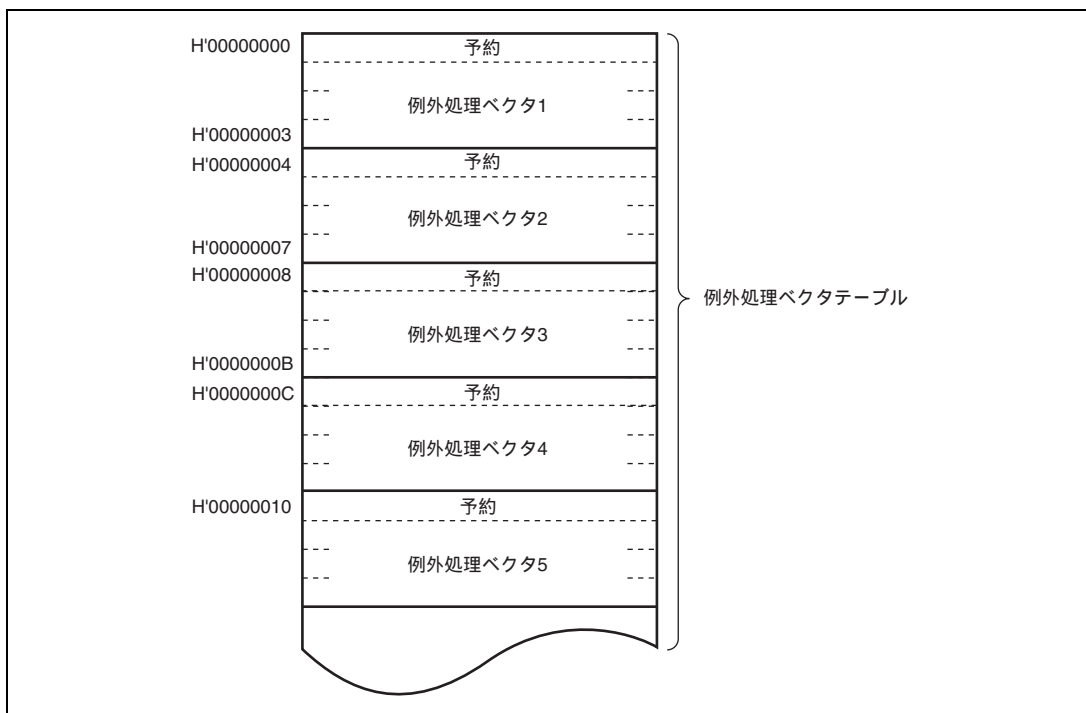 H'00000000
予約
例外処理ベクタ1
H'00000003
H'00000004
予約
例外処理ベクタ2
H'00000007
H'00000008
予約
例外処理ベクタテーブル
例外処理ベクタ3
H'0000000B
H'0000000C
予約
例外処理ベクタ4
H'00000010
予約
例外処理ベクタ5